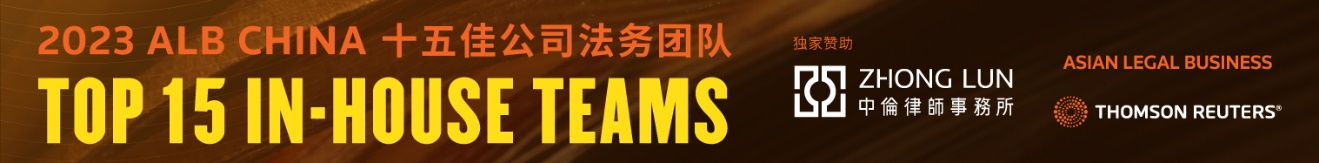 2023 ALB CHINA 十五佳公司法务团队
TOP 15 IN-HOUSE TEAMS
独家赞助
ZHONG LUN
中倫律師事務所
ASIAN LEGAL BUSINESS
THOMSON REUTERS®